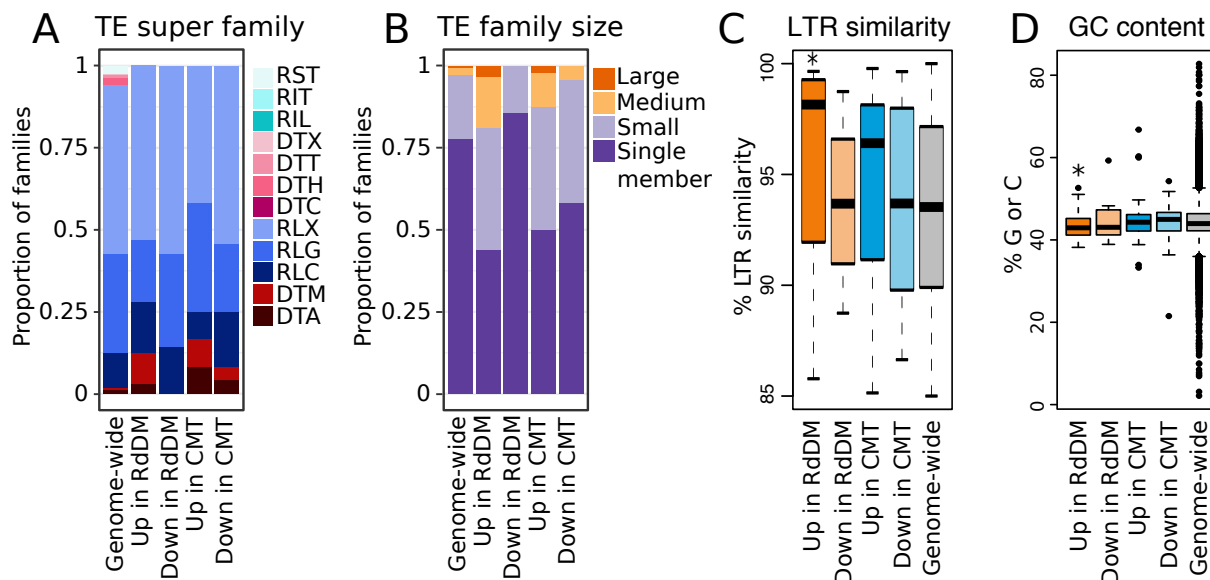 A TE super family
Proportion of families
1
0.75
0.5
0.25
0
RST
RIT
RIL
DTX
DTT
DTH
DTC
RLX
RLG
RLC
DTM
DTA
Genome-wide
Up in RdDM
Down in RdDM
Up in CMT
Down in CMT
B TE family size
Proportion of families
1
0.75
0.5
0.25
0
Large
Medium
Small
Single
member
Genome-wide
Up in RdDM
Down in RdDM
Up in CMT
Down in CMT
C LTR similarity
% LTR similarity
100
95
90
85
*
Up in RdDM
Down in RdDM
Up in CMT
Down in CMT
Genome-wide
D GC content
% G or C
80
60
40
20
0
*
Up in RdDM
Down in RdDM
Up in CMT
Down in CMT
Genome-wide